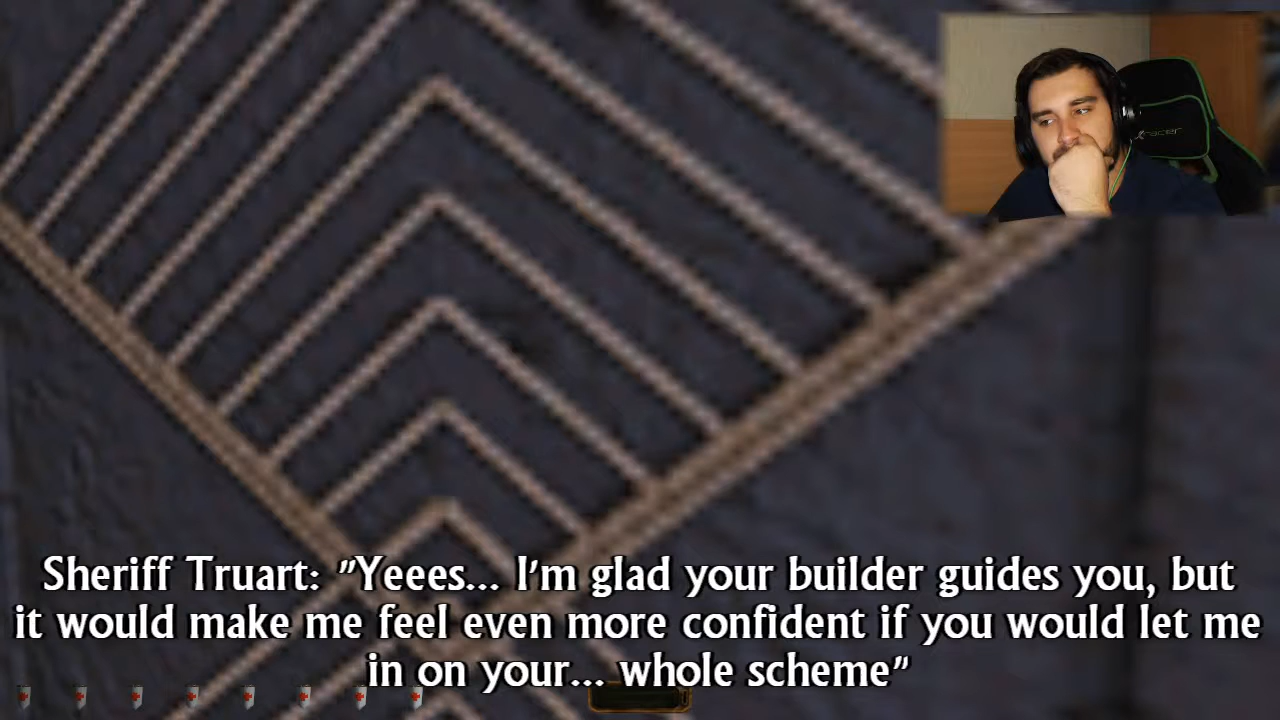 racer
Sheriff Truart: "Yeees... I'm glad your builder guides you, but
it would make me feel even more confident if you would let me
in on your... whole scheme"